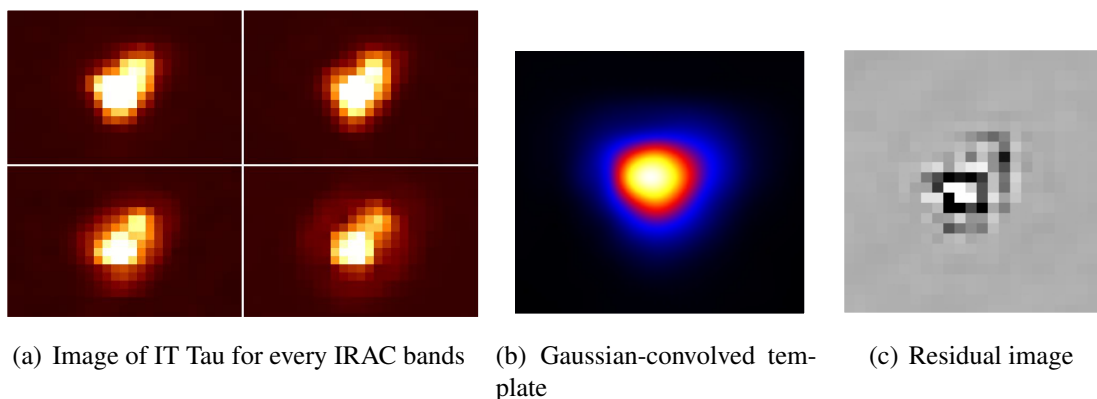 (a) Image of IT Tau for every IRAC bands
(b) Gaussian-convolved tem-
plate
(c) Residual image